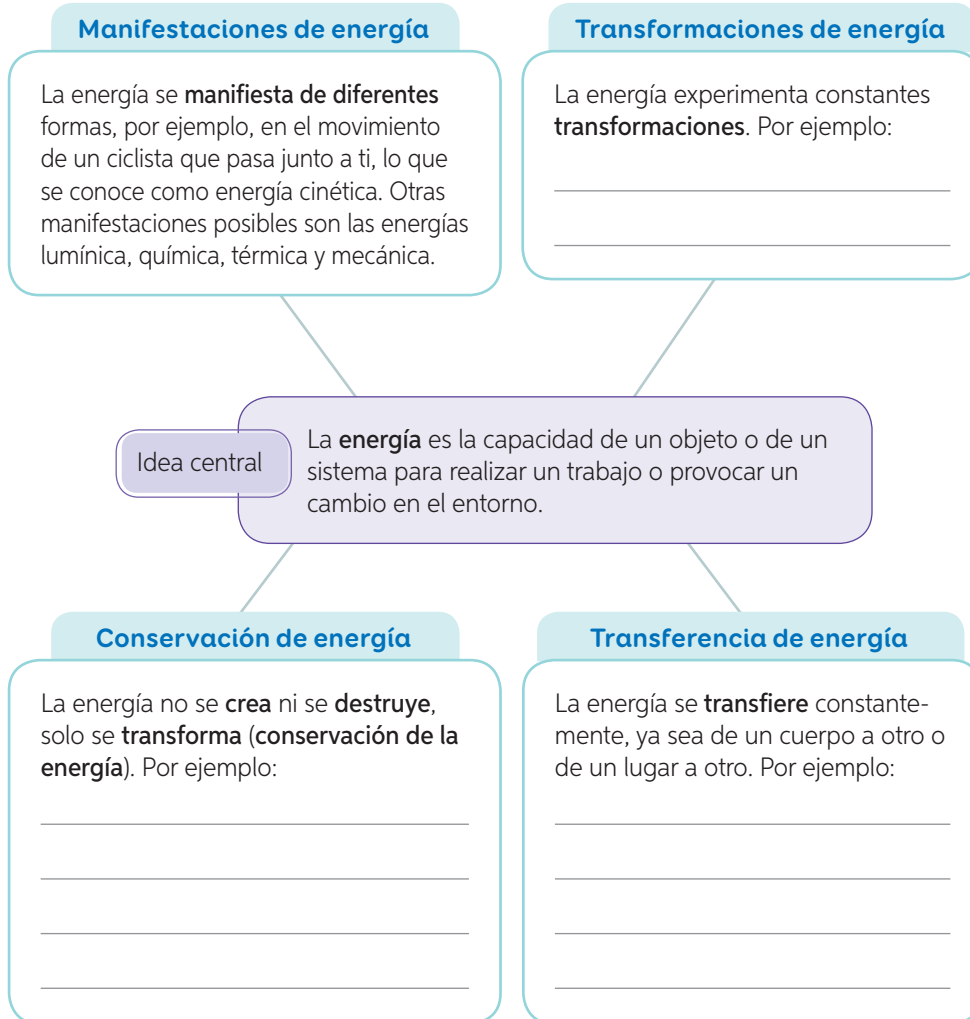 Manifestaciones de energía
La energía se manifiesta de diferentes
formas, por ejemplo, en el movimiento
de un ciclista que pasa junto a ti, lo que
se conoce como energía cinética. Otras
manifestaciones posibles son las energías
lumínica, química, térmica y mecánica.
Transformaciones de energía
La energía experimenta constantes
transformaciones. Por ejemplo:
Idea central
La energía es la capacidad de un objeto o de un
sistema para realizar un trabajo o provocar un
cambio en el entorno.
Conservación de energía
La energía no se crea ni se destruye,
solo se transforma (conservación de la
energía). Por ejemplo:
Transferencia de energía
La energía se transfiere constante-
mente, ya sea de un cuerpo a otro o
de un lugar a otro. Por ejemplo: